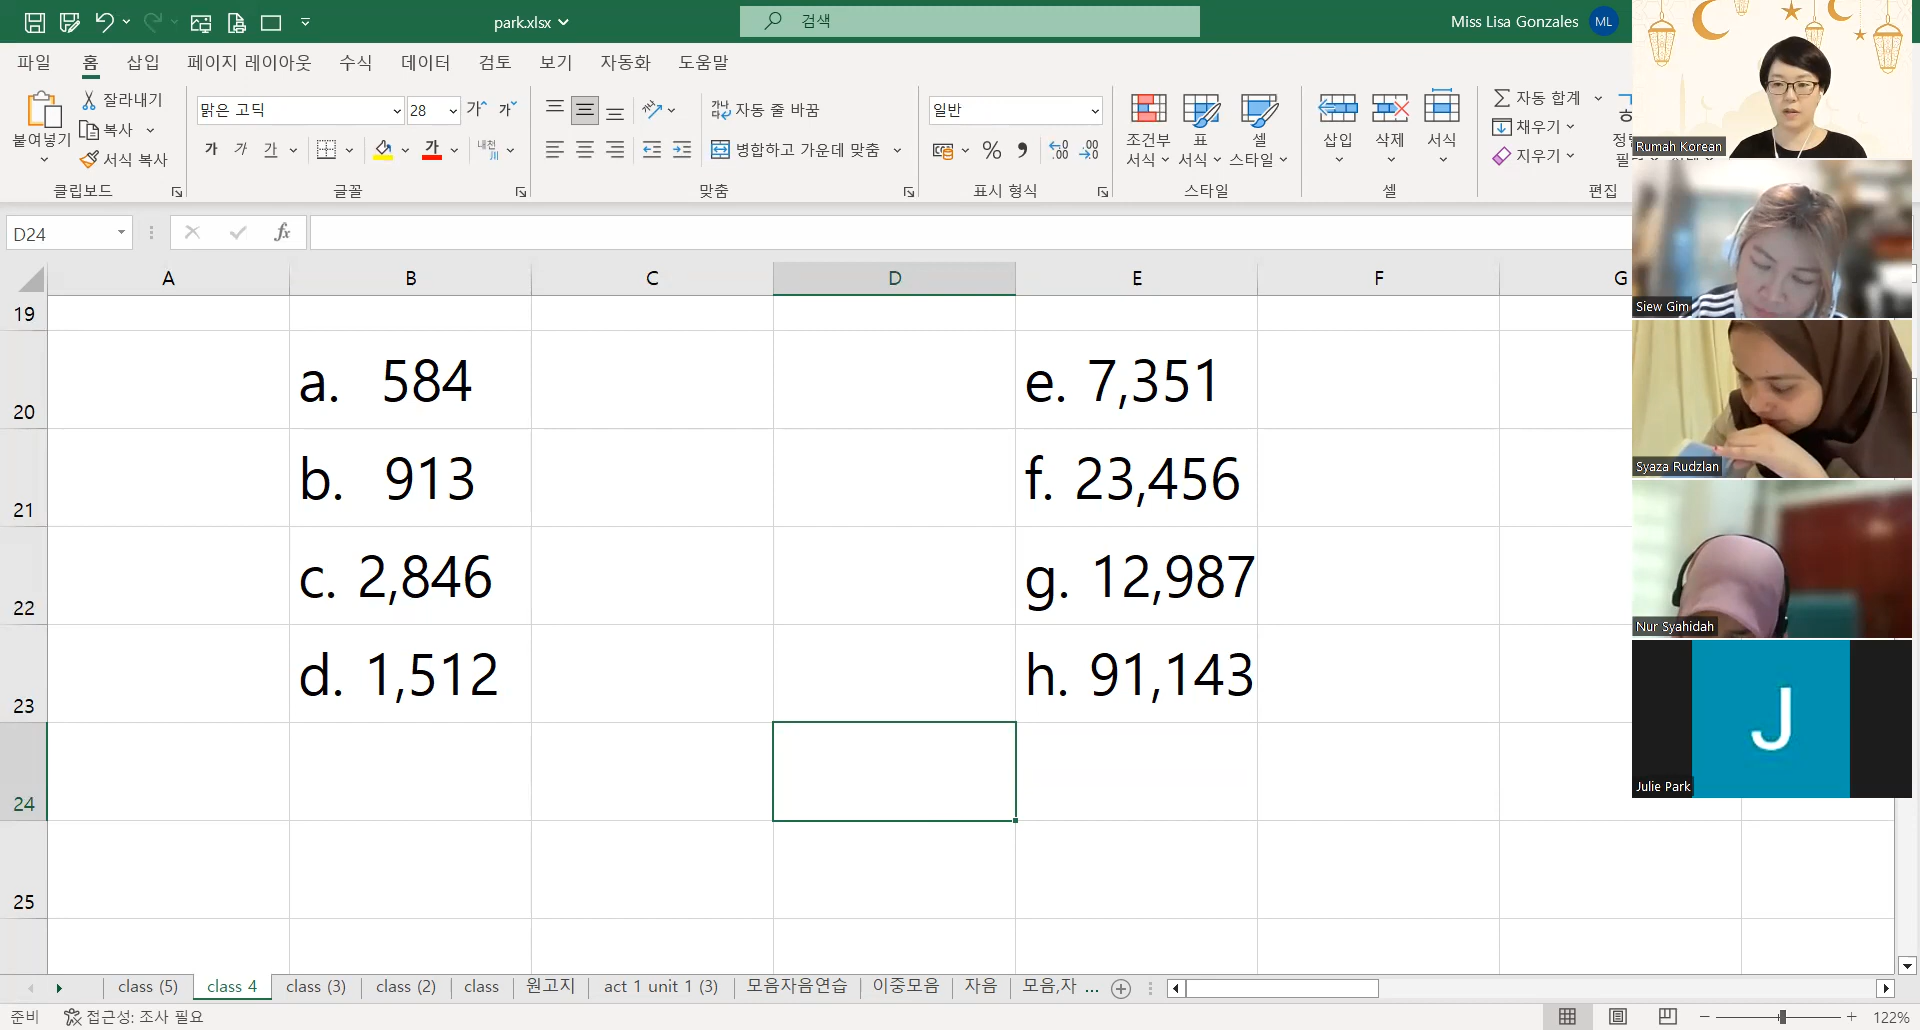 park.xlsx
검색
Miss Lisa Gonzales ML
파일 홈 삽입 페이지 레이아웃 수식 데이터 검토 보기 자동화 도움말
붙여넣기
잘라내기
복사
서식 복사
클립보드
맑은 고딕 28 가 가
가 가 가 가
글꼴
자동 줄 바꿈
병합하고 가운데 맞춤
맞춤
일반
% .00 .00
표시 형식
조건부 서식
표 서식
셀 스타일
스타일
삽입 삭제 서식
셀
자동 합계
채우기
지우기
편집
D24
fx
A B C D E F G
19
20 a. 584 e. 7,351
21 b. 913 f. 23,456
22 c. 2,846 g. 12,987
23 d. 1,512 h. 91,143
24
25
Rumah Korean
Siew Gim
Syaza Rudzlan
Nur Syahidah
J
Julie Park
class (5) class 4 class (3) class (2) class 원고지 act 1 unit 1 (3) 모음자음연습 이중모음 자음 모음,자 ...
준비 접근성: 조사 필요 122%